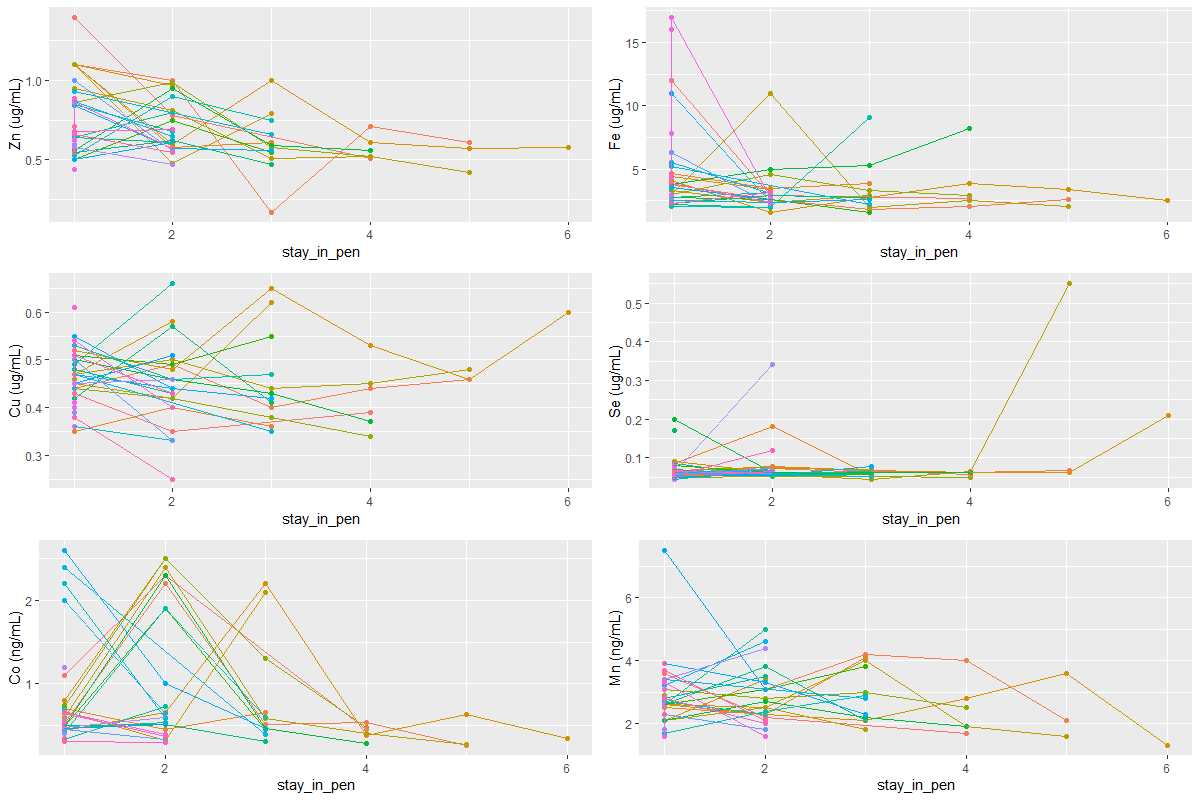 Zn (ug/mL)
1.0
0.5
2 4 6
stay_in_pen
Fe (ug/mL)
15
10
5
2 4 6
stay_in_pen
Cu (ug/mL)
0.6
0.5
0.4
0.3
2 4 6
stay_in_pen
Se (ug/mL)
0.5
0.4
0.3
0.2
0.1
2 4 6
stay_in_pen
Co (ng/mL)
2
1
2 4 6
stay_in_pen
Mn (ng/mL)
6
4
2
2 4 6
stay_in_pen